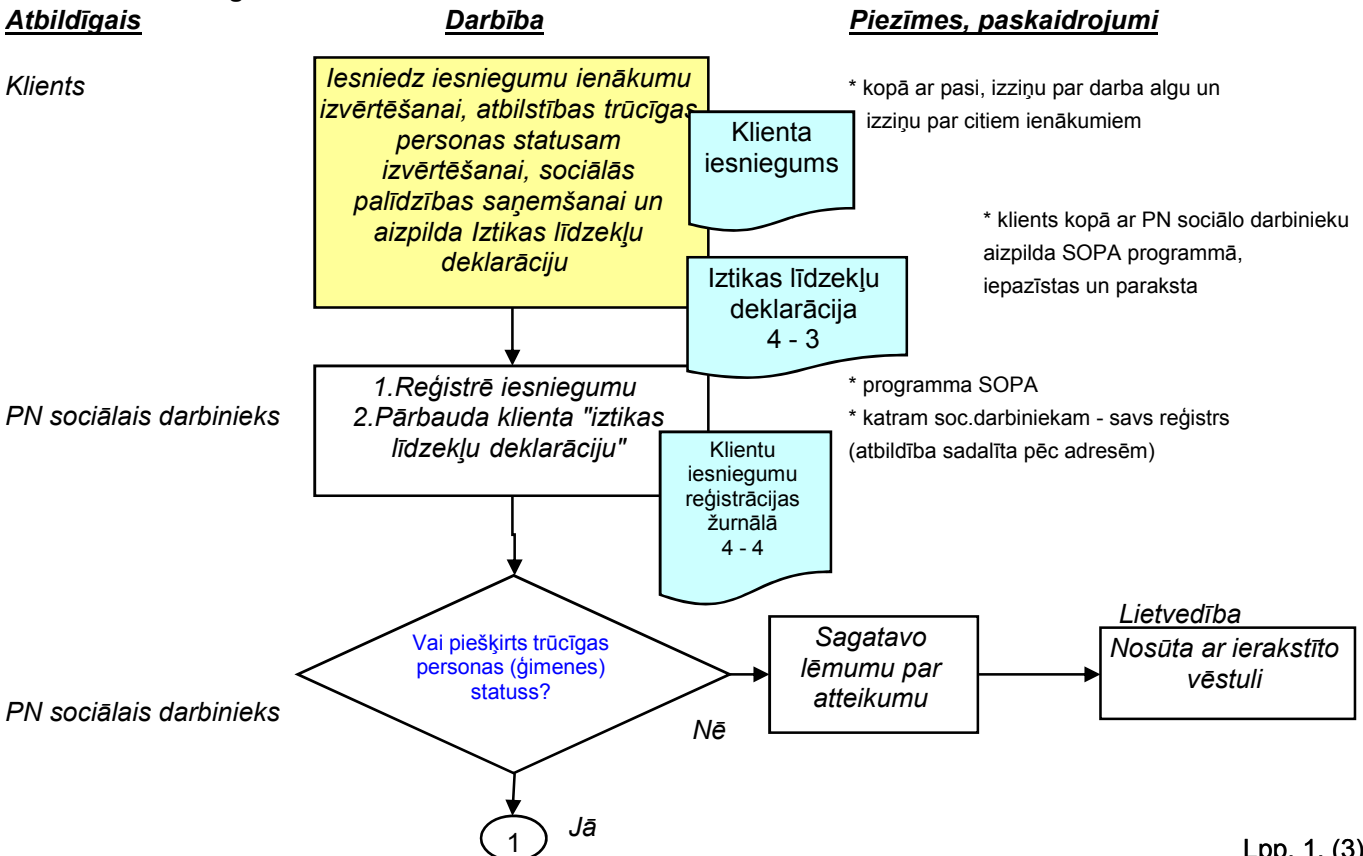 Atbildīgais
Darbība
Piezīmes, paskaidrojumi
Klients
Iesniedz iesniegumu ienākumu
izvērtēšanai, atbilstības trūcīgas
personas statusam
izvērtēšanai, sociālās
palīdzības saņemšanai un
aizpilda Iztikas līdzekļu
deklarāciju
Klienta
iesniegums
* kopā ar pasi, izziņu par darba algu un
izziņu par citiem ienākumiem
* klients kopā ar PN sociālo darbinieku
aizpilda SOPA programmā,
iepazīstas un paraksta
Iztikas līdzekļu
deklarācija
4 - 3
PN sociālais darbinieks
1.Reģistrē iesniegumu
2.Pārbauda klienta "iztikas
līdzekļu deklarāciju"
* programma SOPA
* katram soc.darbiniekam - savs reģistrs
(atbildība sadalīta pēc adresēm)
Klientu
iesniegumu
reģistrācijas
žurnālā
4 - 4
PN sociālais darbinieks
Vai piešķirts trūcīgas
personas (ģimenes)
statuss?
Nē
Sagatavo
lēmumu par
atteikumu
Lietvedība
Nosūta ar ierakstīto
vēstuli
Jā
1
Lpp. 1. (3)